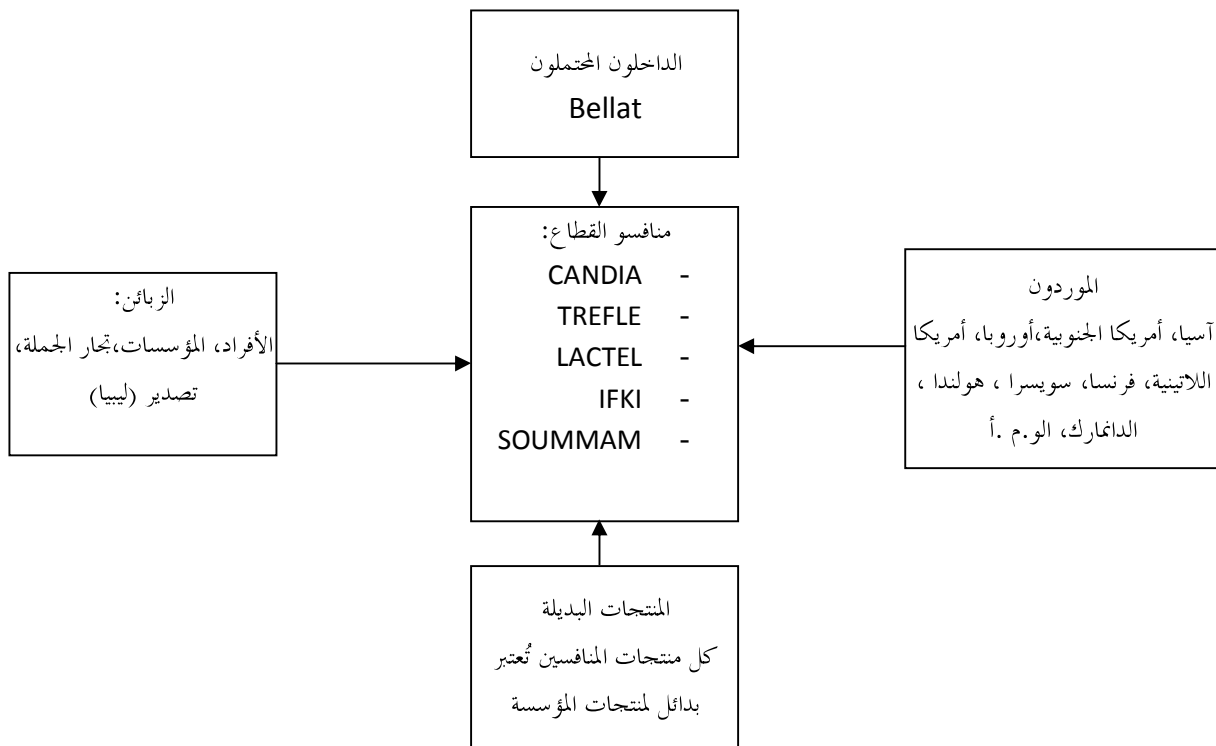 الداخلون المحتملون
Bellat
منافسو القطاع:
- CANDIA
- TREFLE
- LACTEL
- IFKI
- SOUMMAM
الموردون
آسيا، أمريكا الجنوبية،أوروبا، أمريكا
اللاتينية، فرنسا، سويسرا ، هولندا ،
الدانمارك، الو.م .أ
الزبائن:
الأفراد، المؤسسات،تجار الجملة،
تصدير (ليبيا)
المنتجات البديلة
كل منتجات المنافسين تُعتبر
بدائل لمنتجات المؤسسة